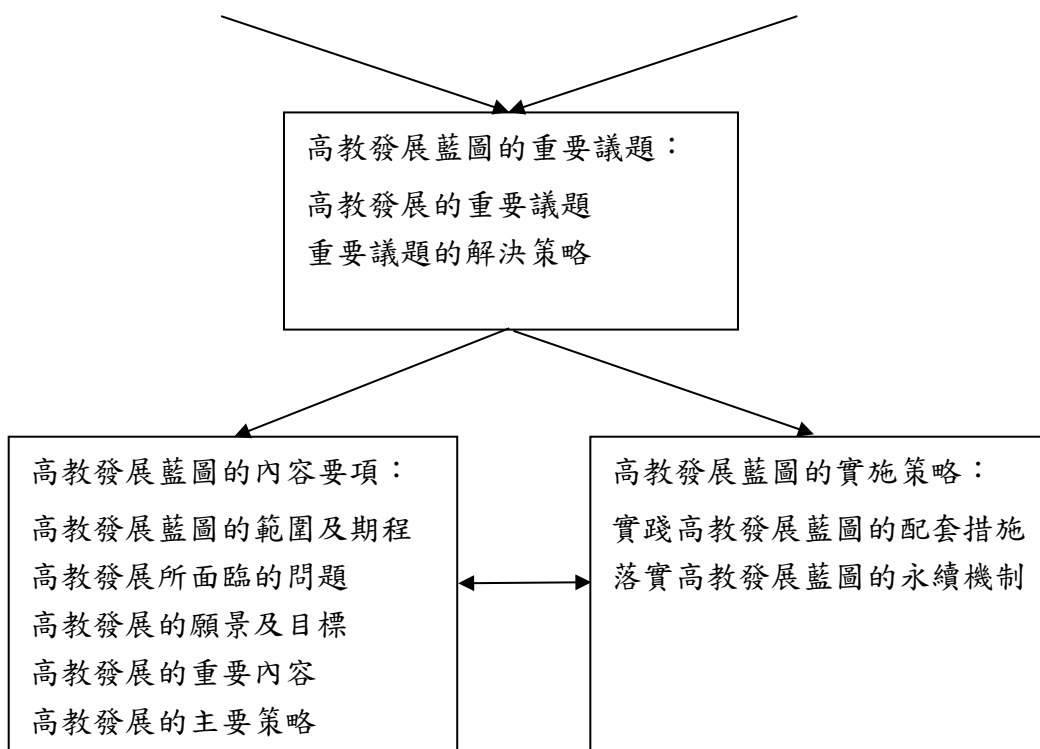 高教發展藍圖的重要議題：
高教發展的重要議題
重要議題的解決策略
高教發展藍圖的內容要項：
高教發展藍圖的範圍及期程
高教發展所面臨的問題
高教發展的願景及目標
高教發展的重要內容
高教發展的主要策略
高教發展藍圖的實施策略：
實踐高教發展藍圖的配套措施
落實高教發展藍圖的永續機制